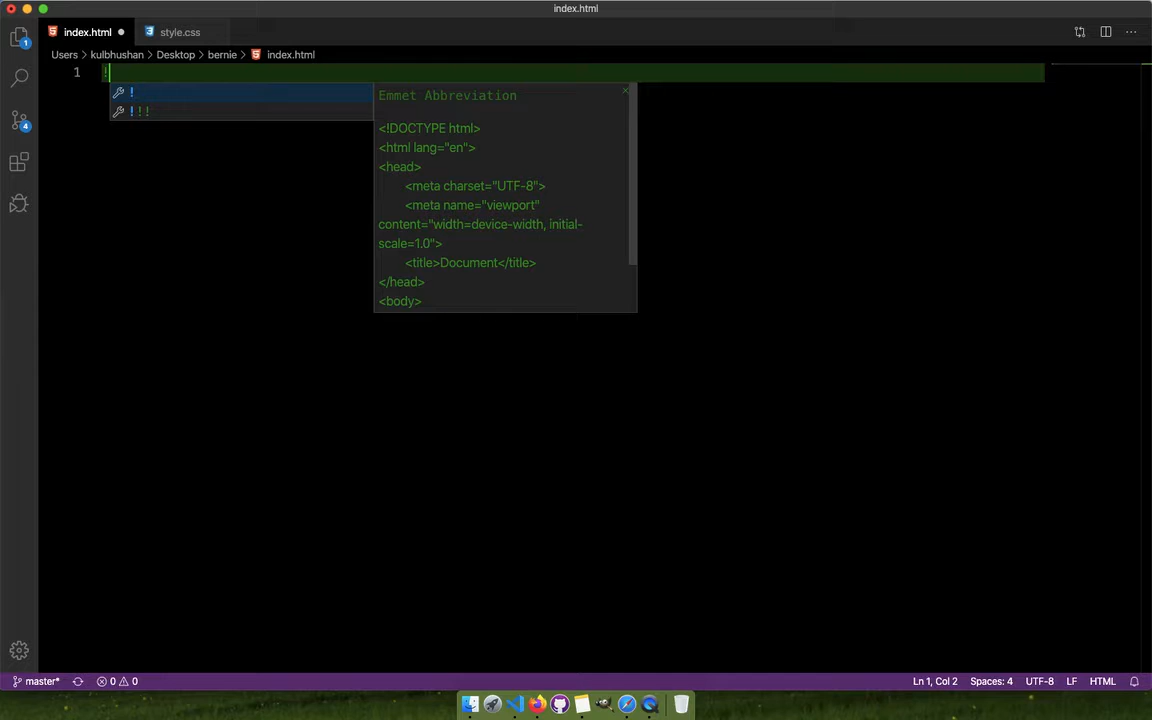 index.html
index.html ● style.css
Users > kulbhushan > Desktop > bernie > index.html
1 !
!
!!!
Emmet Abbreviation
<!DOCTYPE html>
<html lang="en">
<head>
<meta charset="UTF-8">
<meta name="viewport"
content="width=device-width, initial-
scale=1.0">
<title>Document</title>
</head>
<body>
1
4
master* 0 0 Ln 1, Col 2 Spaces: 4 UTF-8 LF HTML